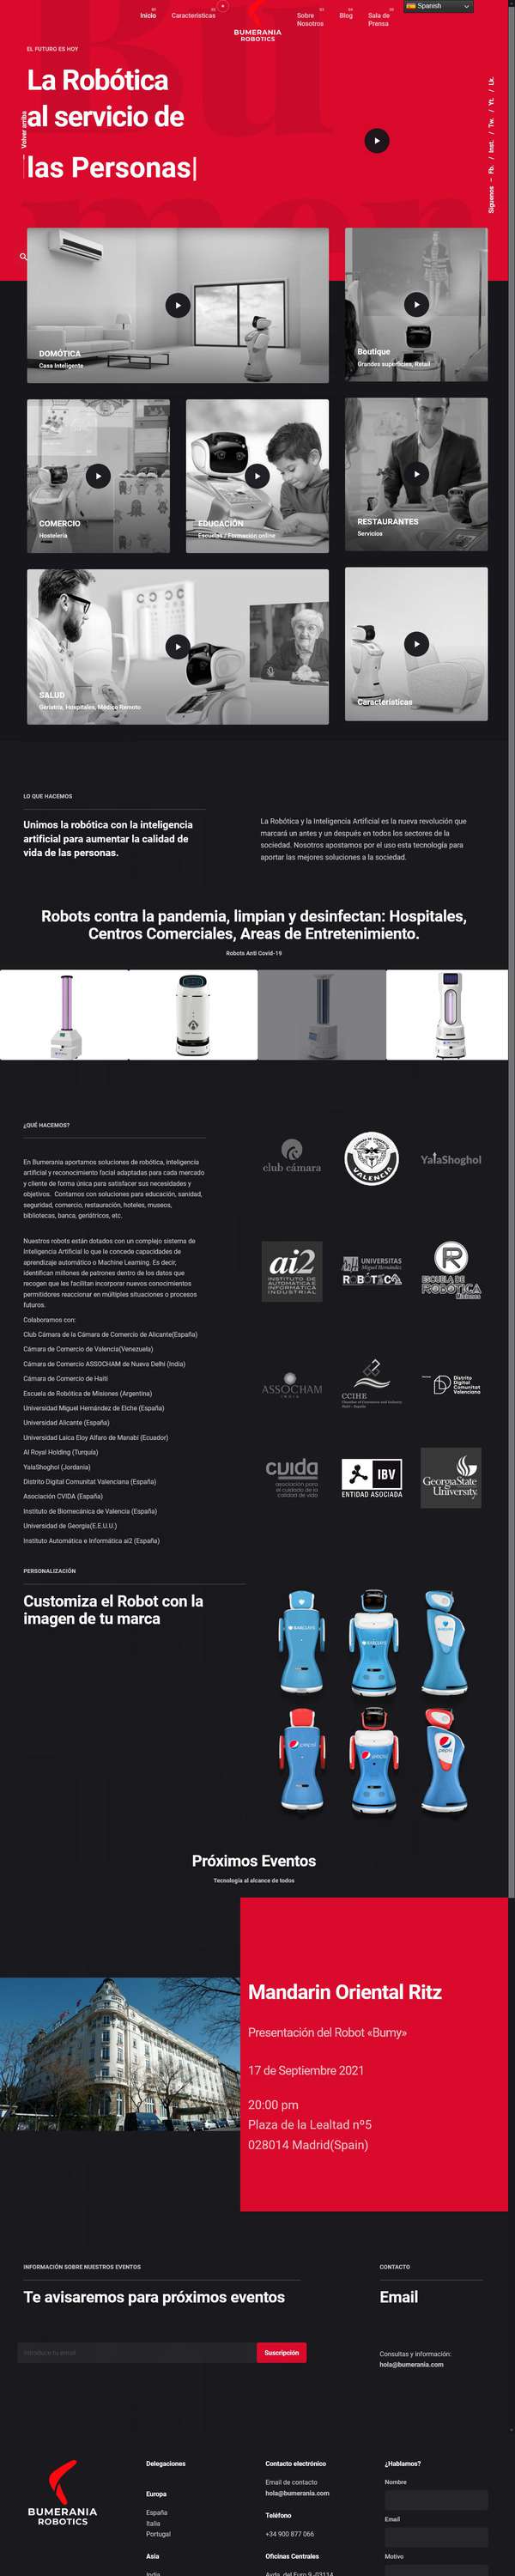 Inicio
Características
BUMERANIA
ROBOTICS
Sobre
Nosotros
Blog
Sala de
Prensa
Spanish
EL FUTURO ES HOY
La Robótica
al servicio de
las Personas|
Volver arriba
Síguenos – Fb. / Inst. / Tw. / Yt. / Lk.
DOMÓTICA
Casa Inteligente
Boutique
Grandes superficies, Retail
COMERCIO
Hostelería
EDUCACIÓN
Escuelas / Formación online
RESTAURANTES
Servicios
SALUD
Geriatría, Hospitales, Médico Remoto
Características
LO QUE HACEMOS
Unimos la robótica con la inteligencia
artificial para aumentar la calidad de
vida de las personas.
La Robótica y la Inteligencia Artificial es la nueva revolución que
marcará un antes y un después en todos los sectores de la
sociedad. Nosotros apostamos por el uso esta tecnología para
aportar las mejores soluciones a la sociedad.
Robots contra la pandemia, limpian y desinfectan: Hospitales,
Centros Comerciales, Areas de Entretenimiento.
Robots Anti Covid-19
¿QUÉ HACEMOS?
En Bumerania aportamos soluciones de robótica, inteligencia
artificial y reconocimiento facial adaptadas para cada mercado
y cliente de forma única para satisfacer sus necesidades y
objetivos. Contamos con soluciones para educación, sanidad,
seguridad, comercio, restauración, hoteles, museos,
bibliotecas, banca, geriátricos, etc.
Nuestros robots están dotados con un complejo sistema de
Inteligencia Artificial lo que le concede capacidades de
aprendizaje automático o Machine Learning. Es decir,
identifican millones de patrones dentro de los datos que
recogen que les facilitan incorporar nuevos conocimientos
permitidores reaccionar en múltiples situaciones o procesos
futuros.
Colaboramos con:
Club Cámara de la Cámara de Comercio de Alicante(España)
Cámara de Comercio de Valencia(Venezuela)
Cámara de Comercio ASSOCHAM de Nueva Delhi (India)
Cámara de Comercio de Haití
Escuela de Robótica de Misiones (Argentina)
Universidad Miguel Hernández de Elche (España)
Universidad Alicante (España)
Universidad Laica Eloy Alfaro de Manabí (Ecuador)
Al Royal Holding (Turquía)
YalaShoghol (Jordania)
Distrito Digital Comunitat Valenciana (España)
Asociación CVIDA (España)
Instituto de Biomecánica de Valencia (España)
Universidad de Georgia(E.E.U.U.)
Instituto Automática e Informática ai2 (España)
club cámara
VALENCIA
YalaShoghol
ai2
INSTITUTO DE
AUTOMÁTICA E
INFORMÁTICA
INDUSTRIAL
UNIVERSITAS
Miguel Hernández
ROBÓTICA
ESCUELA DE
ROBÓTICA
Misiones
ASSOCHAM
INDIA
CCIHE
Distrito
Digital
Comunitat
Valenciana
cvida
asociación para
el cuidado de la
calidad de vida
IBV
ENTIDAD ASOCIADA
GeorgiaState
University
PERSONALIZACIÓN
Customiza el Robot con la
imagen de tu marca
BARCLAYS
BARCLAYS
pepsi
pepsi
pepsi
Próximos Eventos
Tecnología al alcance de todos
Mandarin Oriental Ritz
Presentación del Robot «Bumy»
17 de Septiembre 2021
20:00 pm
Plaza de la Lealtad nº5
028014 Madrid(Spain)
INFORMACIÓN SOBRE NUESTROS EVENTOS
Te avisaremos para próximos eventos
Introduce tu email
Suscripción
CONTACTO
Email
Consultas y información:
hola@bumerania.com
BUMERANIA
ROBOTICS
Delegaciones
Europa
España
Italia
Portugal
Asia
India
Contacto electrónico
Email de contacto
hola@bumerania.com
Teléfono
+34 900 877 066
Oficinas Centrales
Avda. del Euro 9,-03114
¿Hablamos?
Nombre
Email
Motivo